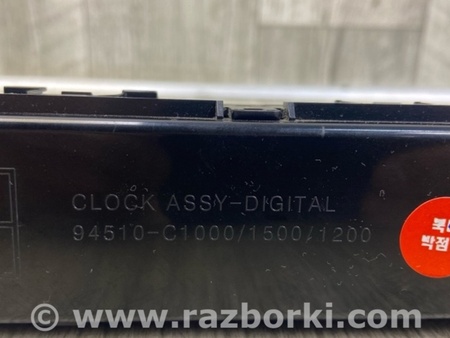 CLOCK ASSY-DIGITAL
94510-C1000/1500/1200
© www.razborki.com